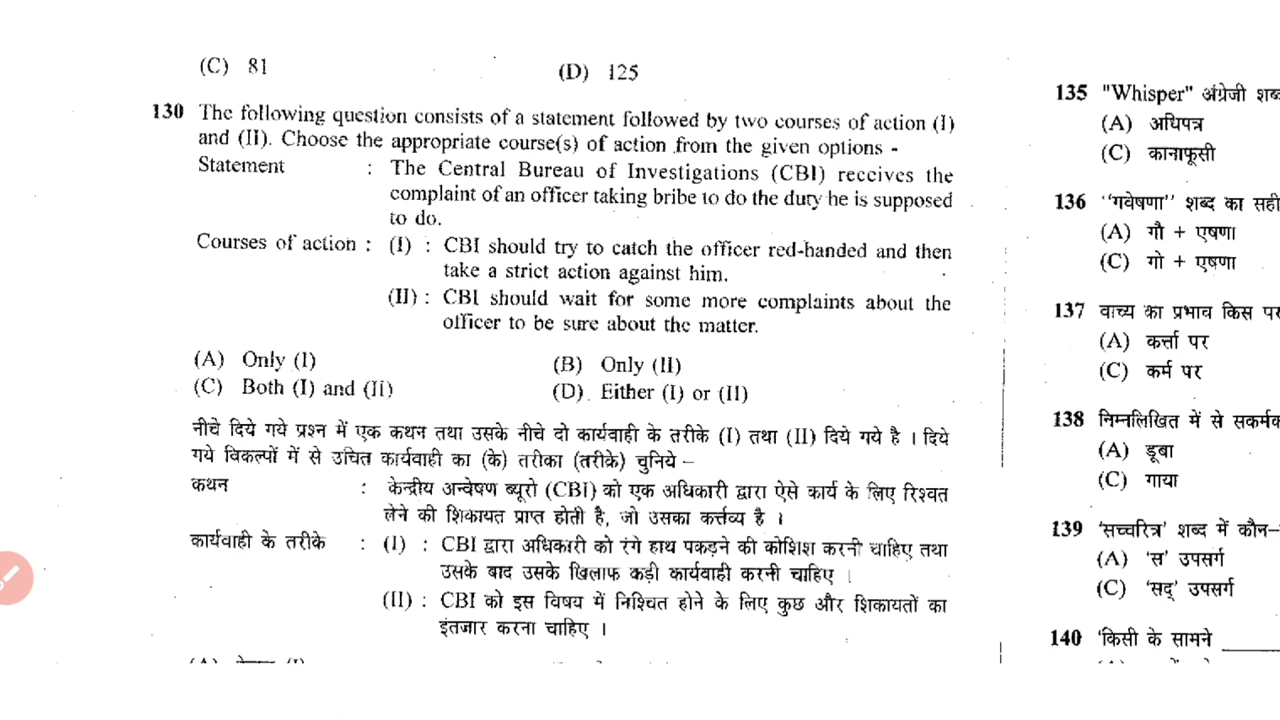 (C) 81
(D) 125
130 The following question consists of a statement followed by two courses of action (I)
and (II). Choose the appropriate course(s) of action from the given options -
Statement : The Central Bureau of Investigations (CBI) receives the
complaint of an officer taking bribe to do the duty he is supposed
to do.
Courses of action : (I) : CBI should try to catch the officer red-handed and then
take a strict action against him.
(II) : CBI should wait for some more complaints about the
officer to be sure about the matter.
(A) Only (I)
(B) Only (II)
(C) Both (I) and (II)
(D) Either (I) or (II)
नीचे दिये गये प्रश्न में एक कथन तथा उसके नीचे दो कार्यवाही के तरीके (I) तथा (II) दिये गये है । दिये
गये विकल्पों में से उचित कार्यवाही का (के) तरीका (तरीके) चुनिये –
कथन : केन्द्रीय अन्वेषण ब्यूरो (CBI) को एक अधिकारी द्वारा ऐसे कार्य के लिए रिश्वत
लेने की शिकायत प्राप्त होती है, जो उसका कर्त्तव्य है ।
कार्यवाही के तरीके : (I) : CBI द्वारा अधिकारी को रंगे हाथ पकड़ने की कोशिश करनी चाहिए तथा
उसके बाद उसके खिलाफ कड़ी कार्यवाही करनी चाहिए ।
(II) : CBI को इस विषय में निश्चित होने के लिए कुछ और शिकायतों का
इंतजार करना चाहिए ।
135 "Whisper" अंग्रेजी
(A) अधिपत्र
(C) कानाफूसी
136 ''गवेषणा'' शब्द का सही
(A) गौ + एषणा
(C) गो + एषणा
137 वाच्य का प्रभाव किस
(A) कर्त्ता पर
(C) कर्म पर
138 निम्नलिखित में से
(A) डूबा
(C) गाया
139 'सच्चरित्र' शब्द में
(A) 'स' उपसर्ग
(C) 'सद्' उपसर्ग
140 'किसी के सामने